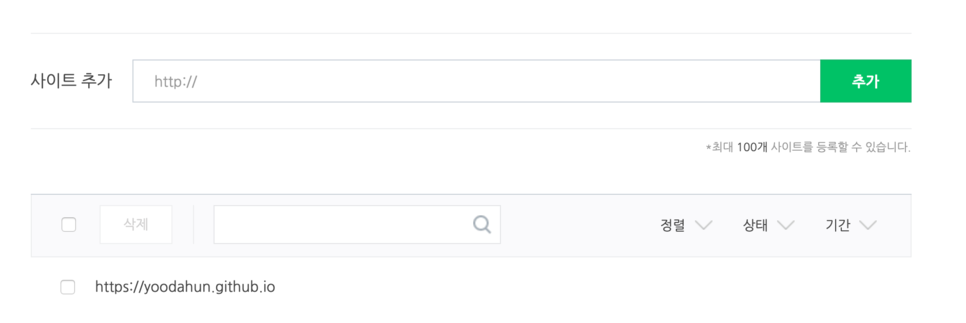 사이트 추가 http:// 추가
*최대 100개 사이트를 등록할 수 있습니다.
삭제 정렬 상태 기간
https://yoodahun.github.io